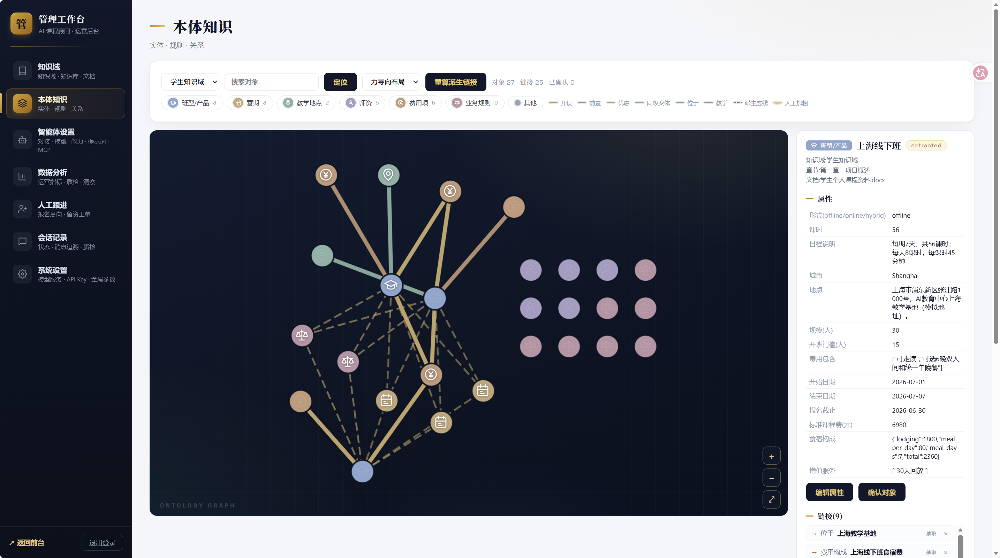 管
管理工作台
AI 课程顾问 · 运营后台
知识域
知识域 · 知识库 · 文档
本体知识
实体 · 规则 · 关系
智能体设置
对接 · 模型 · 能力 · 提示词 ·
MCP
数据分析
运营指标 · 质检 · 洞察
人工跟进
报名意向 · 留资工单
会话记录
状态 · 消息追溯 · 质检
系统设置
模型服务 · API Key · 全局参数
↗ 返回前台
退出登录
本体知识
实体 · 规则 · 关系
学生知识域
搜索对象...
定位
力导向布局
重算派生链接
对象 27 · 链接 25 · 已确认 0
班型/产品 3
营期 3
教学地点 2
师资 5
费用项 5
业务规则 9
其他
开设
前置
优惠
同级变体
位于
教学
派生虚线
人工加粗
ONTOLOGY GRAPH
+
−
班型/产品
上海线下班
extracted
知识域:学生知识域
章节:第一章 项目概述
文档:学生个人课程资料.docx
属性
形式(offline/online/hybrid) offline
课时 56
日程说明 每期7天，共56课时；
每天8课时，每课时45
分钟
城市 Shanghai
地点 上海市浦东新区张江路1
000号，AI教育中心上海
教学基地（模拟地
址）。
规模(人) 30
开班门槛(人) 15
费用包含 ["可走读","可选6晚双人
间和统一午晚餐"]
开始日期 2026-07-01
结束日期 2026-07-07
报名截止 2026-06-30
标准课程费(元) 6980
食宿构成 {"lodging":1800,"meal_
per_day":80,"meal_day
s":7,"total":2360}
增值服务 ["30天回放"]
编辑属性
确认对象
链接(9)
→ 位于 上海教学基地 抽取 ×
→ 费用构成 上海线下班食宿费 抽取 ×